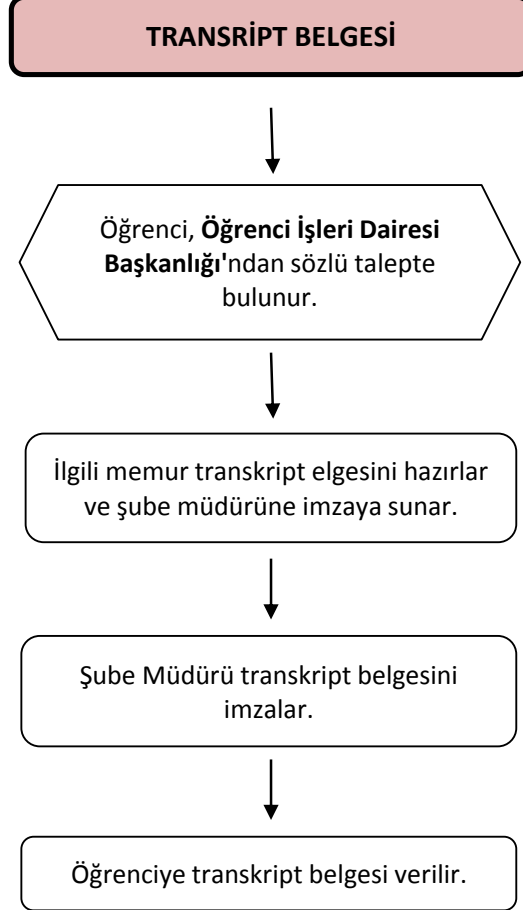 TRANSRİPT BELGESİ
Öğrenci, Öğrenci İşleri Dairesi
Başkanlığı'ndan sözlü talepte
bulunur.
İlgili memur transkript elgesini hazırlar
ve şube müdürüne imzaya sunar.
Şube Müdürü transkript belgesini
imzalar.
Öğrenciye transkript belgesi verilir.